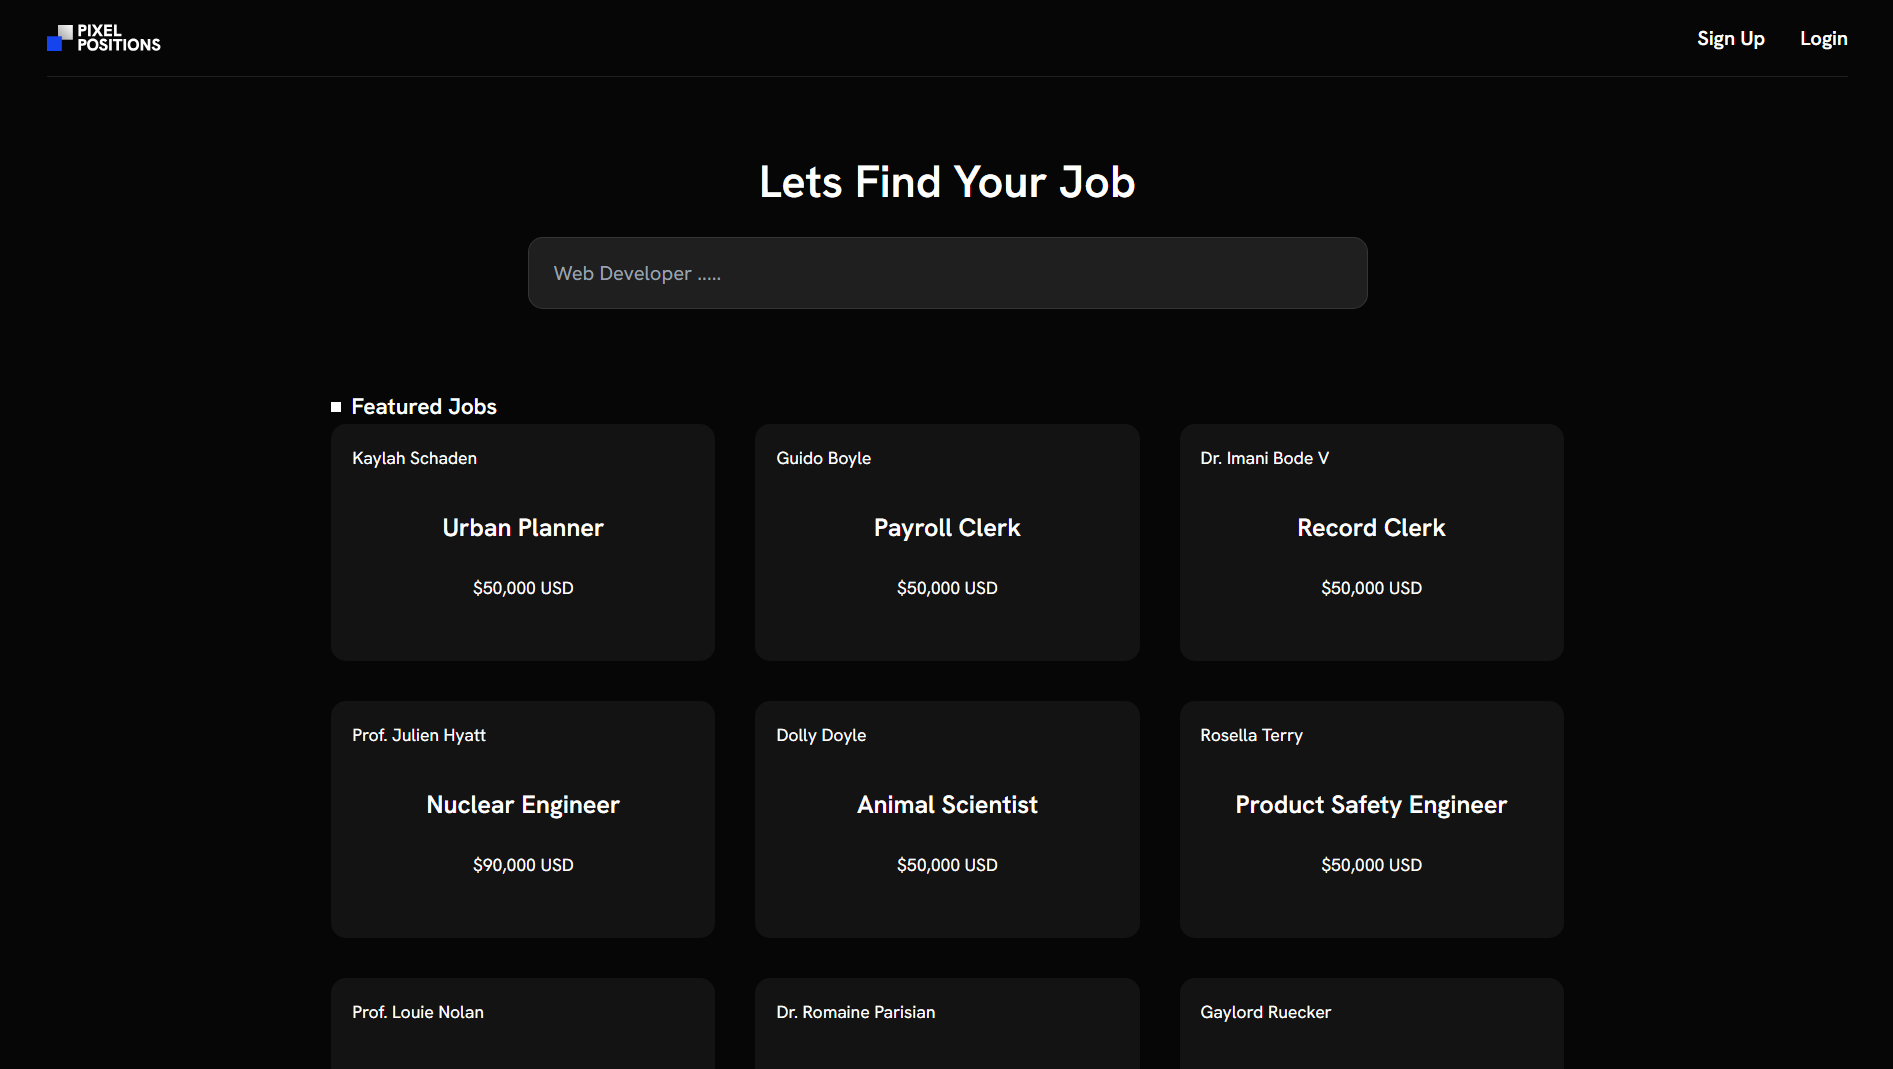 PIXEL
POSITIONS
Sign Up
Login
Lets Find Your Job
Web Developer .....
Featured Jobs
Kaylah Schaden
Urban Planner
$50,000 USD
Guido Boyle
Payroll Clerk
$50,000 USD
Dr. Imani Bode V
Record Clerk
$50,000 USD
Prof. Julien Hyatt
Nuclear Engineer
$90,000 USD
Dolly Doyle
Animal Scientist
$50,000 USD
Rosella Terry
Product Safety Engineer
$50,000 USD
Prof. Louie Nolan
Dr. Romaine Parisian
Gaylord Ruecker